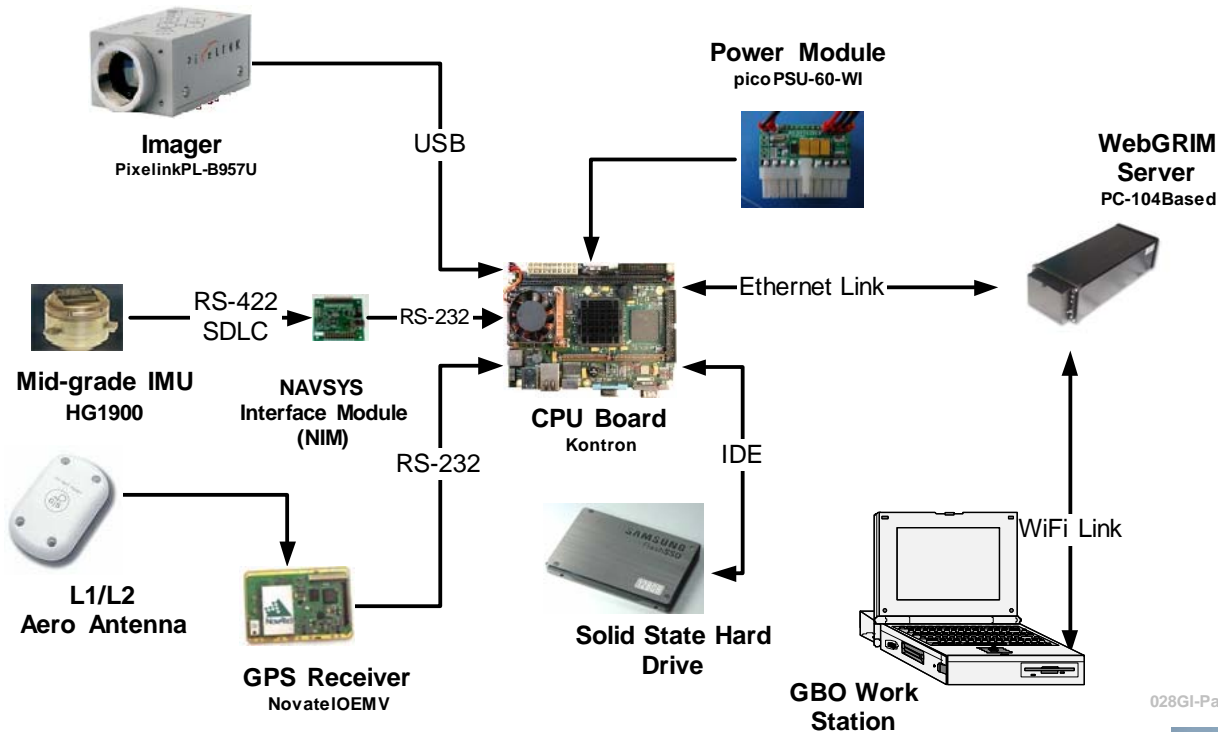 PixeLINK
Imager
PixelinkPL-B957U
USB
Power Module
picoPSU-60-WI
WebGRIM
Server
PC-104Based
RS-422
SDLC
RS-232
Ethernet Link
Mid-grade IMU
HG1900
NAVSYS
Interface Module
(NIM)
CPU Board
Kontron
RS-232
IDE
L1/L2
Aero Antenna
GPS Receiver
NovatelOEMV
SAMSUNG
FlashSSD
Solid State Hard
Drive
WiFi Link
GBO Work
Station
028GI-Pa